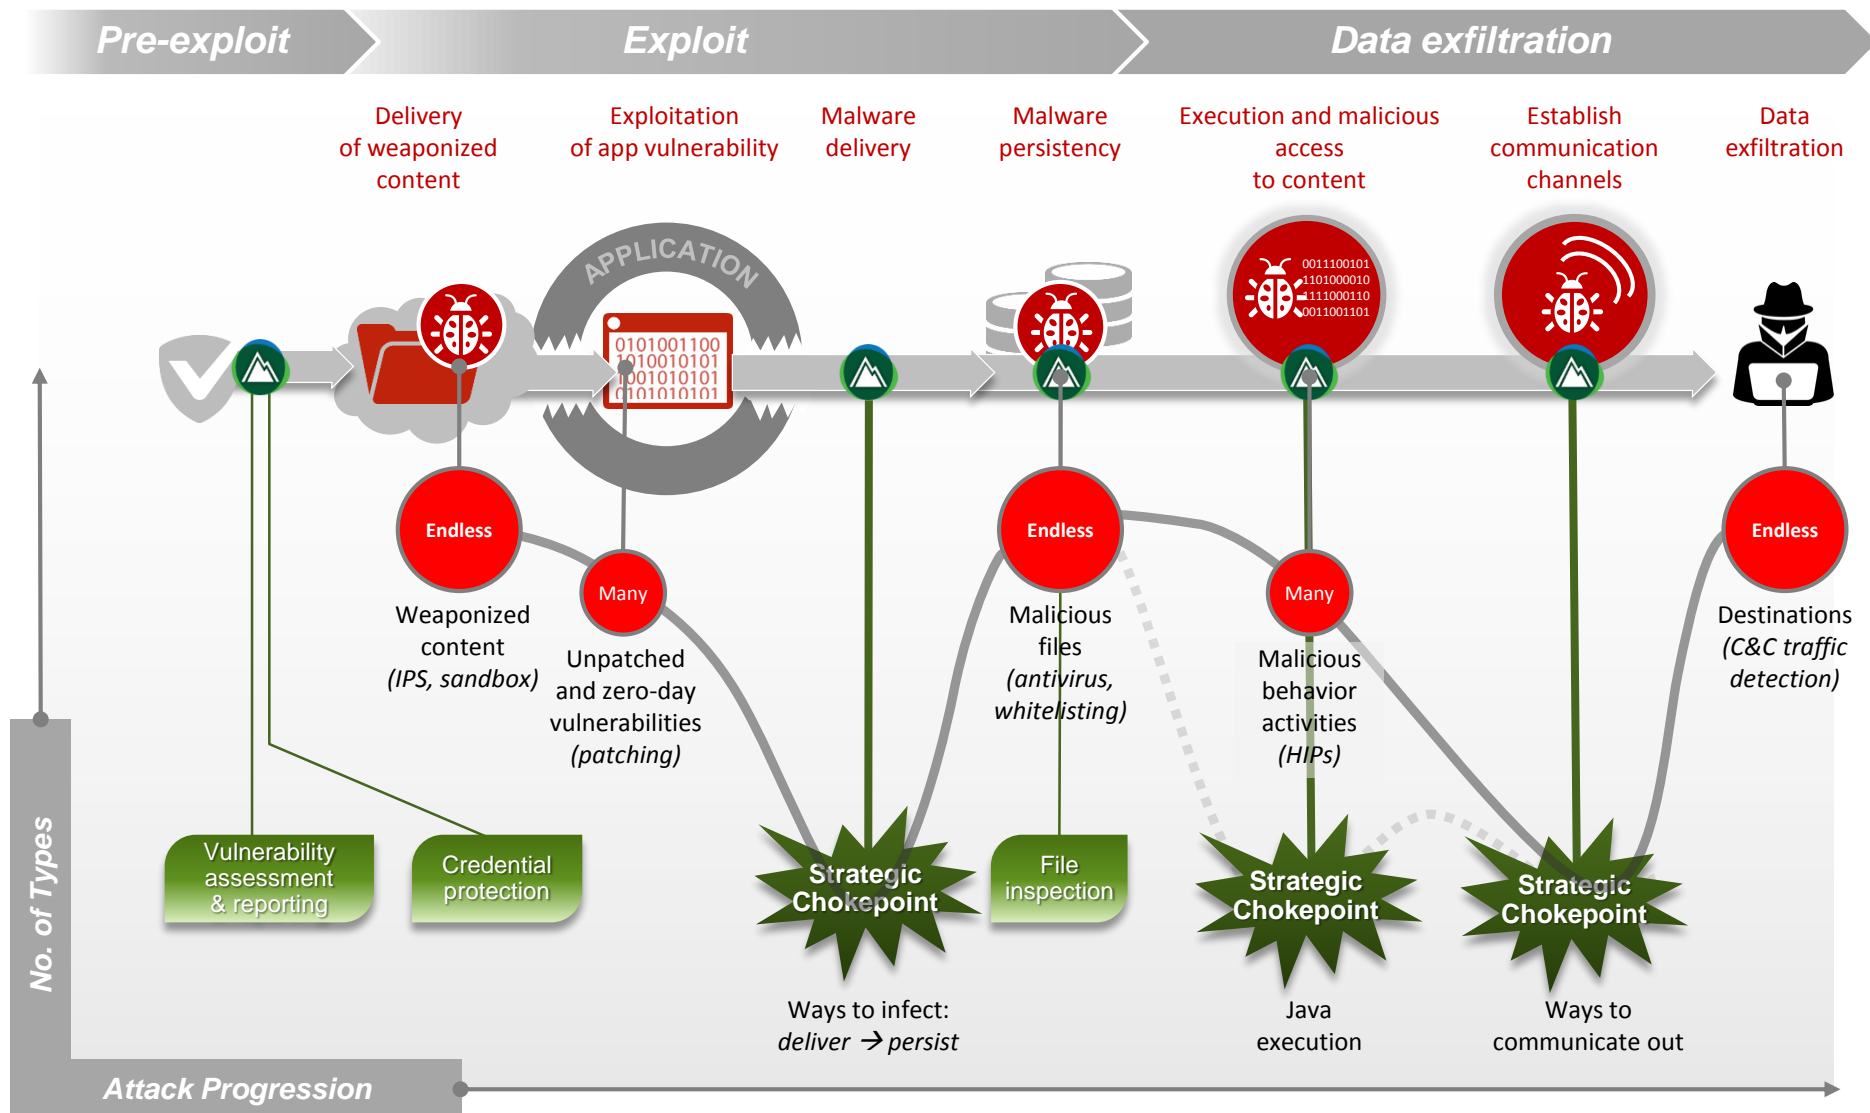 Pre-exploit
Exploit
Data exfiltration
Delivery
of weaponized
content
Exploitation
of app vulnerability
Malware
delivery
Malware
persistency
Execution and malicious
access
to content
Establish
communication
channels
Data
exfiltration
APPLICATION
0101001100
1010010101
1001010101
0101010101
0011100101
1101000010
1111000110
0011001101
Endless
Many
Endless
Many
Endless
Weaponized
content
(IPS, sandbox)
Unpatched
and zero-day
vulnerabilities
(patching)
Malicious
files
(antivirus,
whitelisting)
Malicious
behavior
activities
(HIPs)
Destinations
(C&C traffic
detection)
Vulnerability
assessment
& reporting
Credential
protection
Strategic
Chokepoint
File
inspection
Strategic
Chokepoint
Strategic
Chokepoint
Ways to infect:
deliver → persist
Java
execution
Ways to
communicate out
No. of Types
Attack Progression